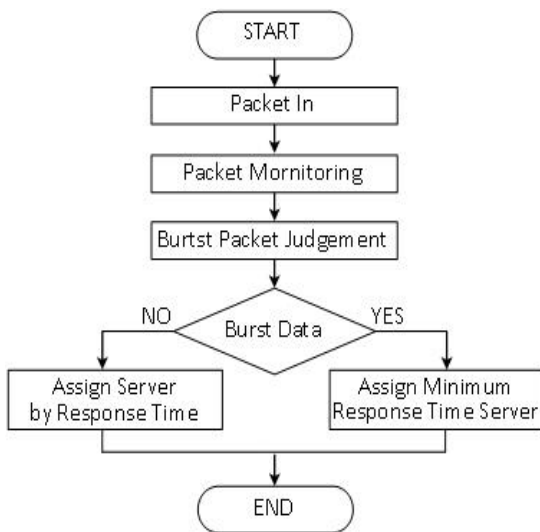 START
Packet In
Packet Mornitoring
Burtst Packet Judgement
NO
YES
Burst Data
Assign Server
by Response Time
Assign Minimum
Response Time Server
END